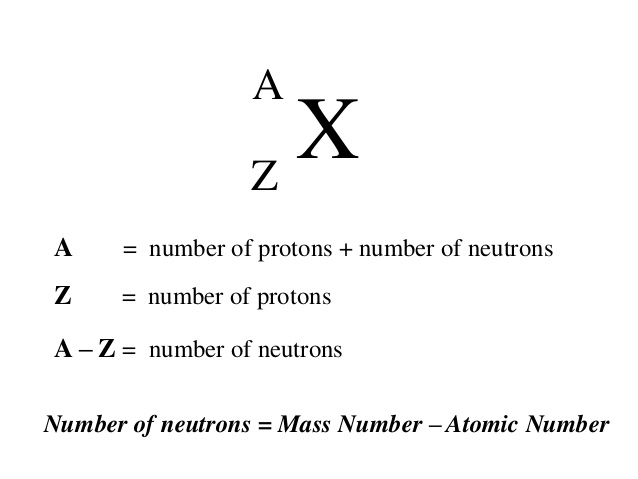 A
X
Z
A = number of protons + number of neutrons
Z = number of protons
A – Z = number of neutrons
Number of neutrons = Mass Number – Atomic Number